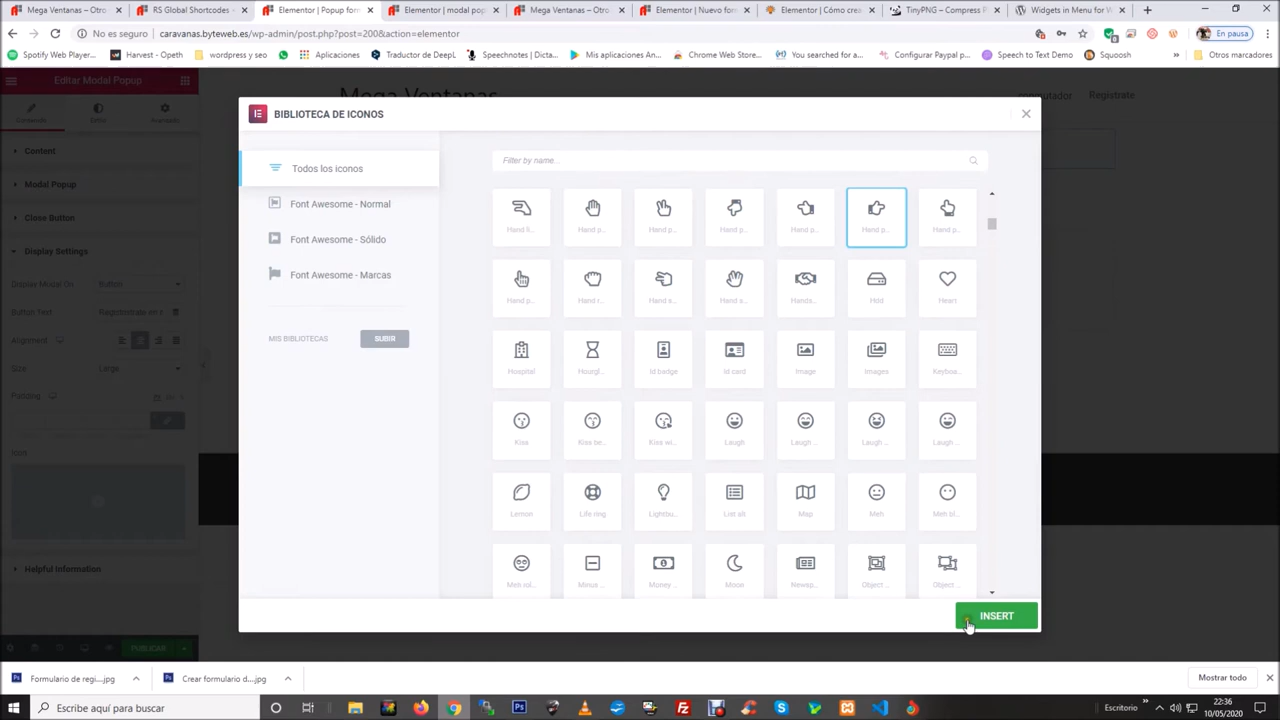 Mega Ventanas – Otro
RS Global Shortcodes ‹
Elementor | Popup form
Elementor | modal pop
Mega Ventanas – Otro
Elementor | Nuevo form
Elementor | Cómo crea
TinyPNG – Compress P
Widgets in Menu for W
No es seguro | caravanas.byteweb.es/wp-admin/post.php?post=200&action=elementor
En pausa
Spotify Web Player
Harvest - Opeth
wordpress y seo
Aplicaciones
Traductor de DeepL
Speechnotes | Dicta...
Mis aplicaciones An...
Chrome Web Store...
You searched for a...
Configurar Paypal p...
Speech to Text Demo
Squoosh
»
Otros marcadores
Editar Modal Popup
Mega Ventanas
Registrate
Avanzado
Content
Modal Popup
Close Button
Display Settings
Display Modal On
Button
Button Text
Alignment
Size
Large
Padding
Icon
Helpful Information
PUBLICAR
BIBLIOTECA DE ICONOS
Todos los iconos
Font Awesome - Normal
Font Awesome - Sólido
Font Awesome - Marcas
MIS BIBLIOTECAS
SUBIR
Filter by name...
Hand li...
Hand p...
Hand p...
Hand p...
Hand p...
Hand p...
Hand p...
Hand p...
Hand r...
Hand s...
Hand s...
Hands...
Hdd
Heart
Hospital
Hourgl...
Id badge
Id card
Image
Images
Keyboa...
Kiss
Kiss be...
Kiss wi...
Laugh
Laugh ...
Laugh ...
Laugh ...
Lemon
Life ring
Lightbu...
List alt
Map
Meh
Meh bl...
Meh rol...
Minus ...
Money ...
Moon
Newsp...
Object ...
Object ...
INSERT
Formulario de regi....jpg
Crear formulario d....jpg
Mostrar todo
Escribe aquí para buscar
Escritorio
»
22:36
10/05/2020